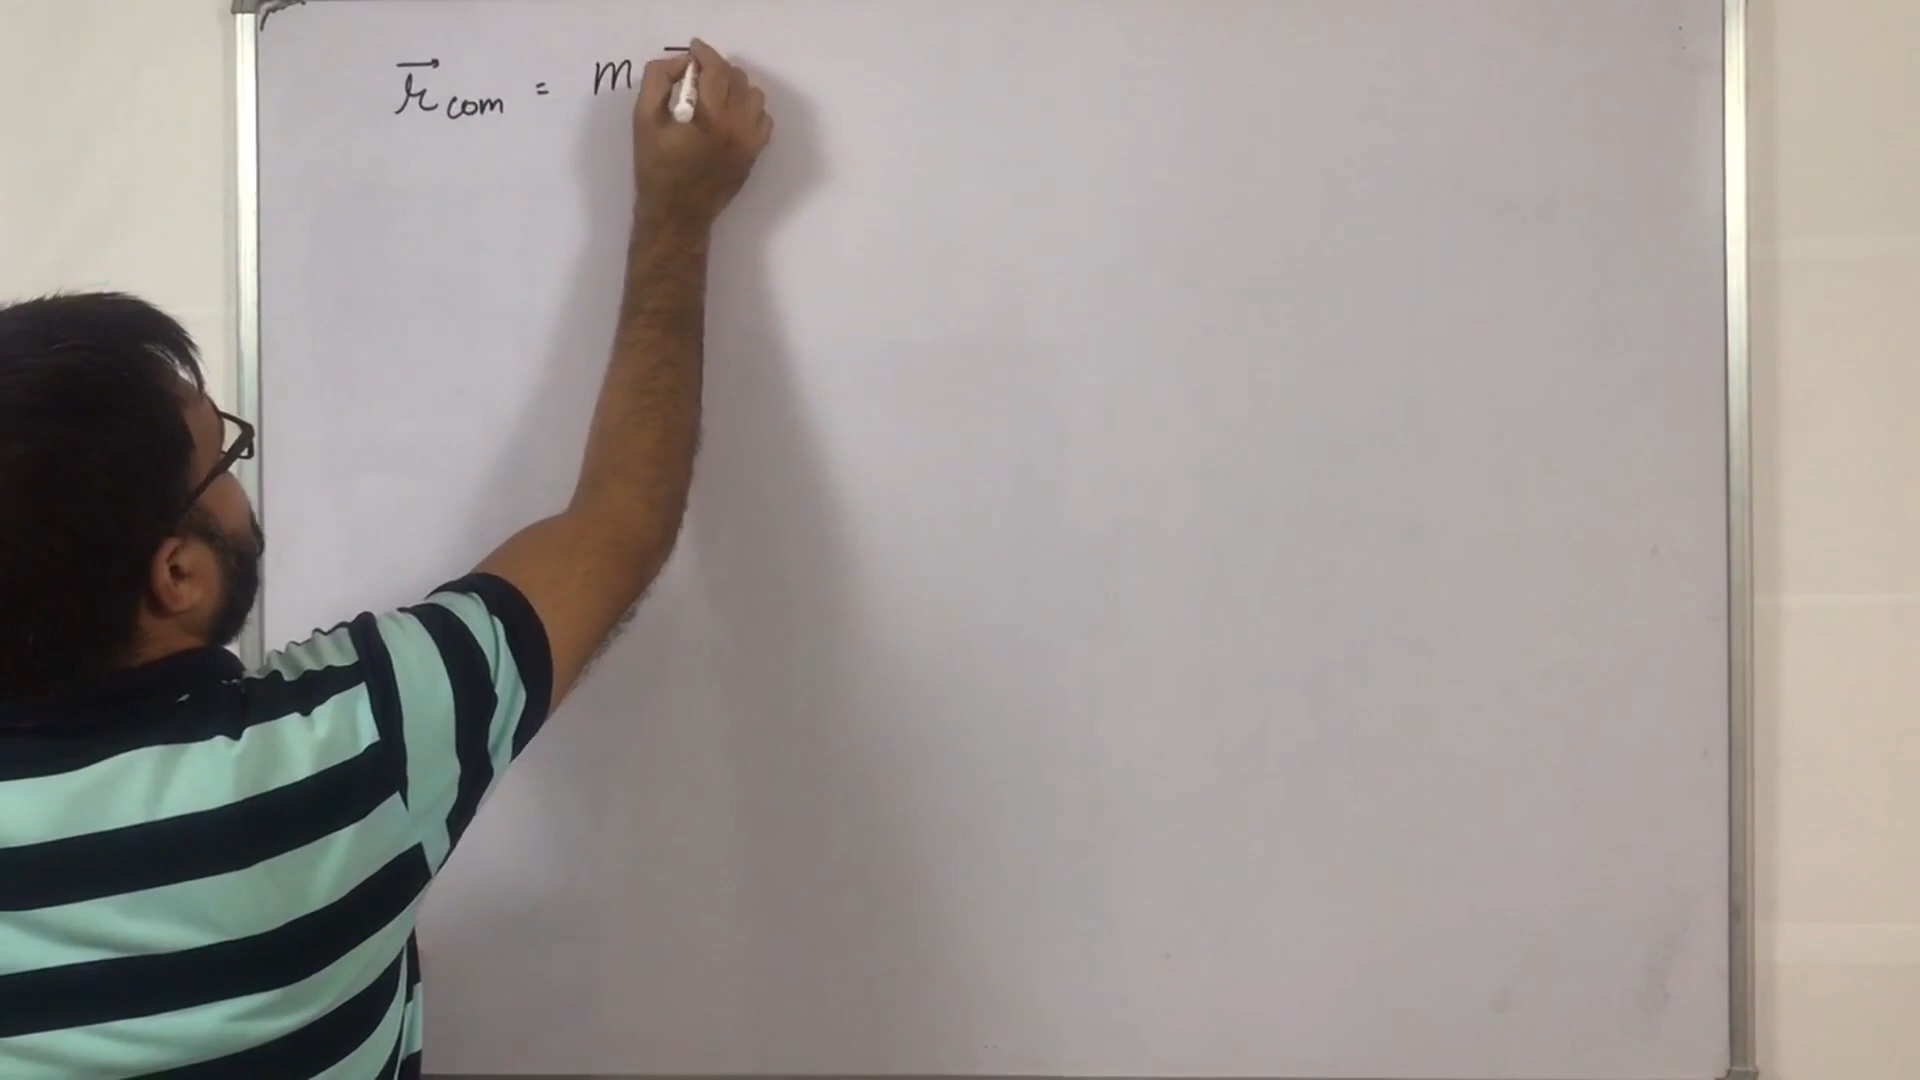 r⃗ com = m